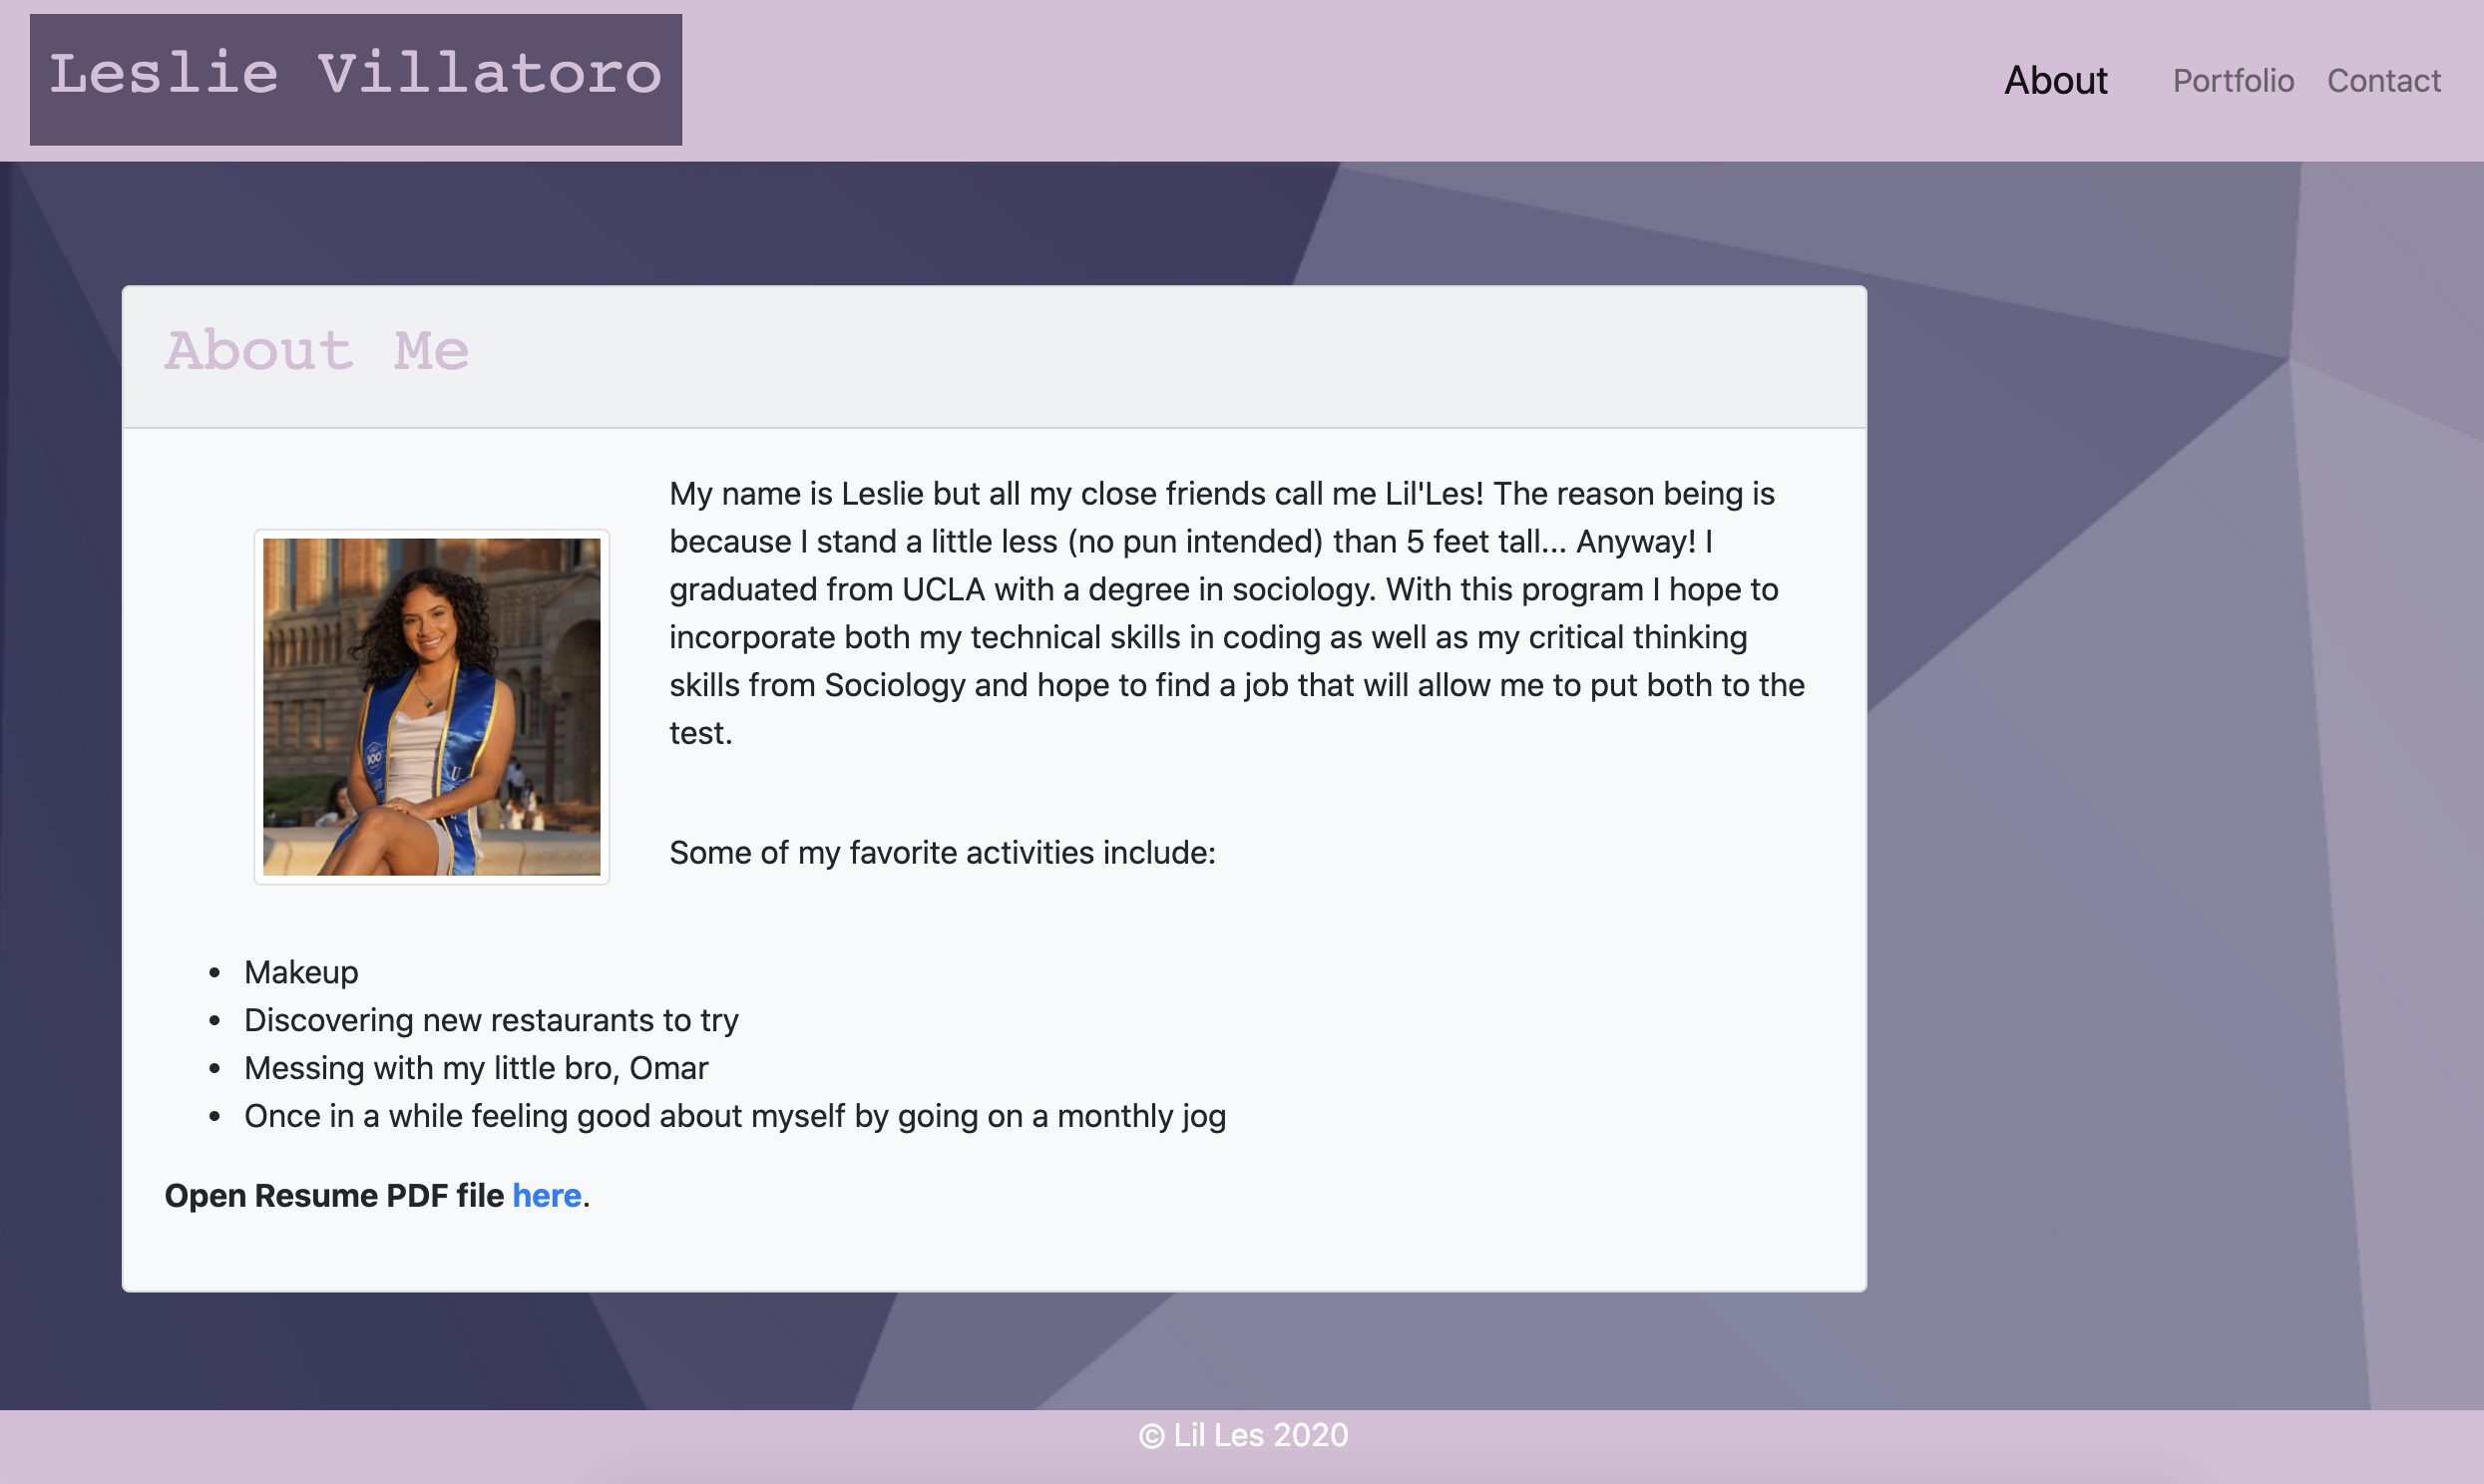 Leslie Villatoro
About
Portfolio
Contact
About Me
My name is Leslie but all my close friends call me Lil'Les! The reason being is
because I stand a little less (no pun intended) than 5 feet tall... Anyway! I
graduated from UCLA with a degree in sociology. With this program I hope to
incorporate both my technical skills in coding as well as my critical thinking
skills from Sociology and hope to find a job that will allow me to put both to the
test.
100
U
L
A
Some of my favorite activities include:
• Makeup
• Discovering new restaurants to try
• Messing with my little bro, Omar
• Once in a while feeling good about myself by going on a monthly jog
Open Resume PDF file here.
© Lil Les 2020